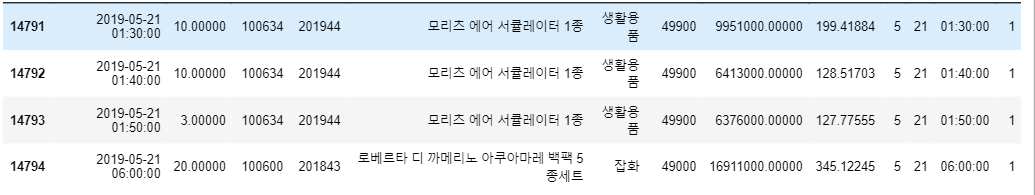 14791 2019-05-21 01:30:00 10.00000 100634 201944 모리츠 에어 서큘레이터 1종 생활용품 49900 9951000.00000 199.41884 5 21 01:30:00 1
14792 2019-05-21 01:40:00 10.00000 100634 201944 모리츠 에어 서큘레이터 1종 생활용품 49900 6413000.00000 128.51703 5 21 01:40:00 1
14793 2019-05-21 01:50:00 3.00000 100634 201944 모리츠 에어 서큘레이터 1종 생활용품 49900 6376000.00000 127.77555 5 21 01:50:00 1
14794 2019-05-21 06:00:00 20.00000 100600 201843 로베르타 디 까메리노 아쿠아마레 백팩 5종세트 잡화 49000 16911000.00000 345.12245 5 21 06:00:00 1